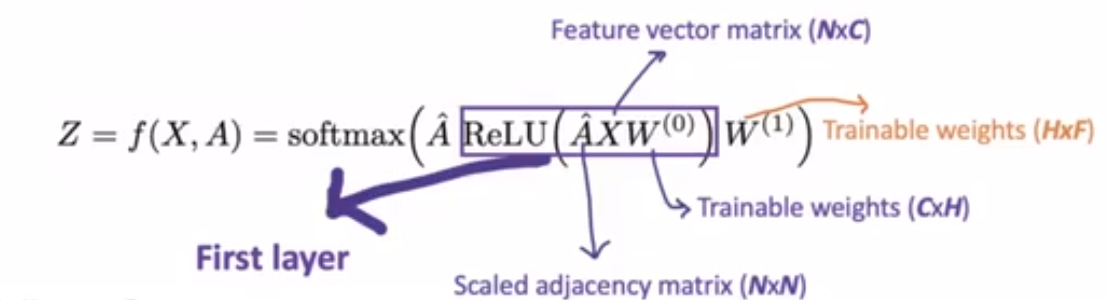 Feature vector matrix (NxC)
Z = f(X, A) = softmax(Â ReLU(ÂXW⁽⁰⁾)W⁽¹⁾) Trainable weights (HxF)
Trainable weights (CxH)
First layer
Scaled adjacency matrix (NxN)